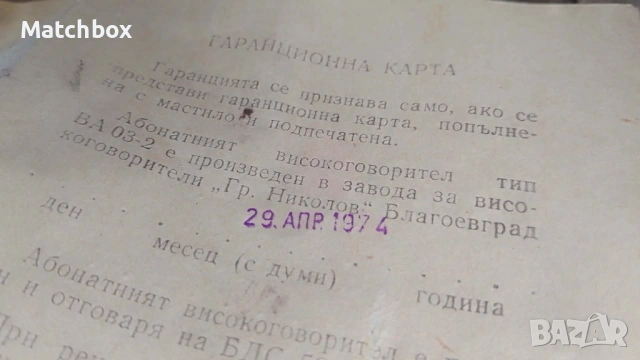 Matchbox
ГАРАНЦИОННА КАРТА
Гаранцията се признава само, ако се
представи гаранционна карта, попълне-
на с мастило и подпечатена.
Абонатният високоговорител тип
ВА 03-2 е произведен в завода за висо-
коговорители „Гр. Николов" Благоевград
29. АПР. 1974
ден месец (с думи) година
Абонатният високоговорител е
и отговаря на БДС
При
BAZAR